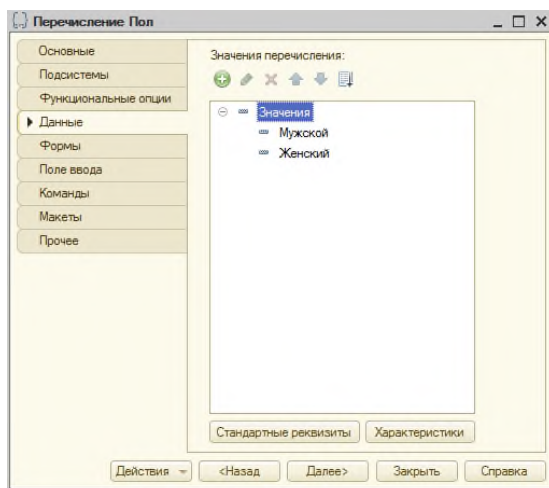 Перечисление Пол
Основные
Подсистемы
Функциональные опции
Данные
Формы
Поле ввода
Команды
Макеты
Прочее
Значения перечисления:
Значения
Мужской
Женский
Стандартные реквизиты Характеристики
Действия <Назад Далее> Закрыть Справка